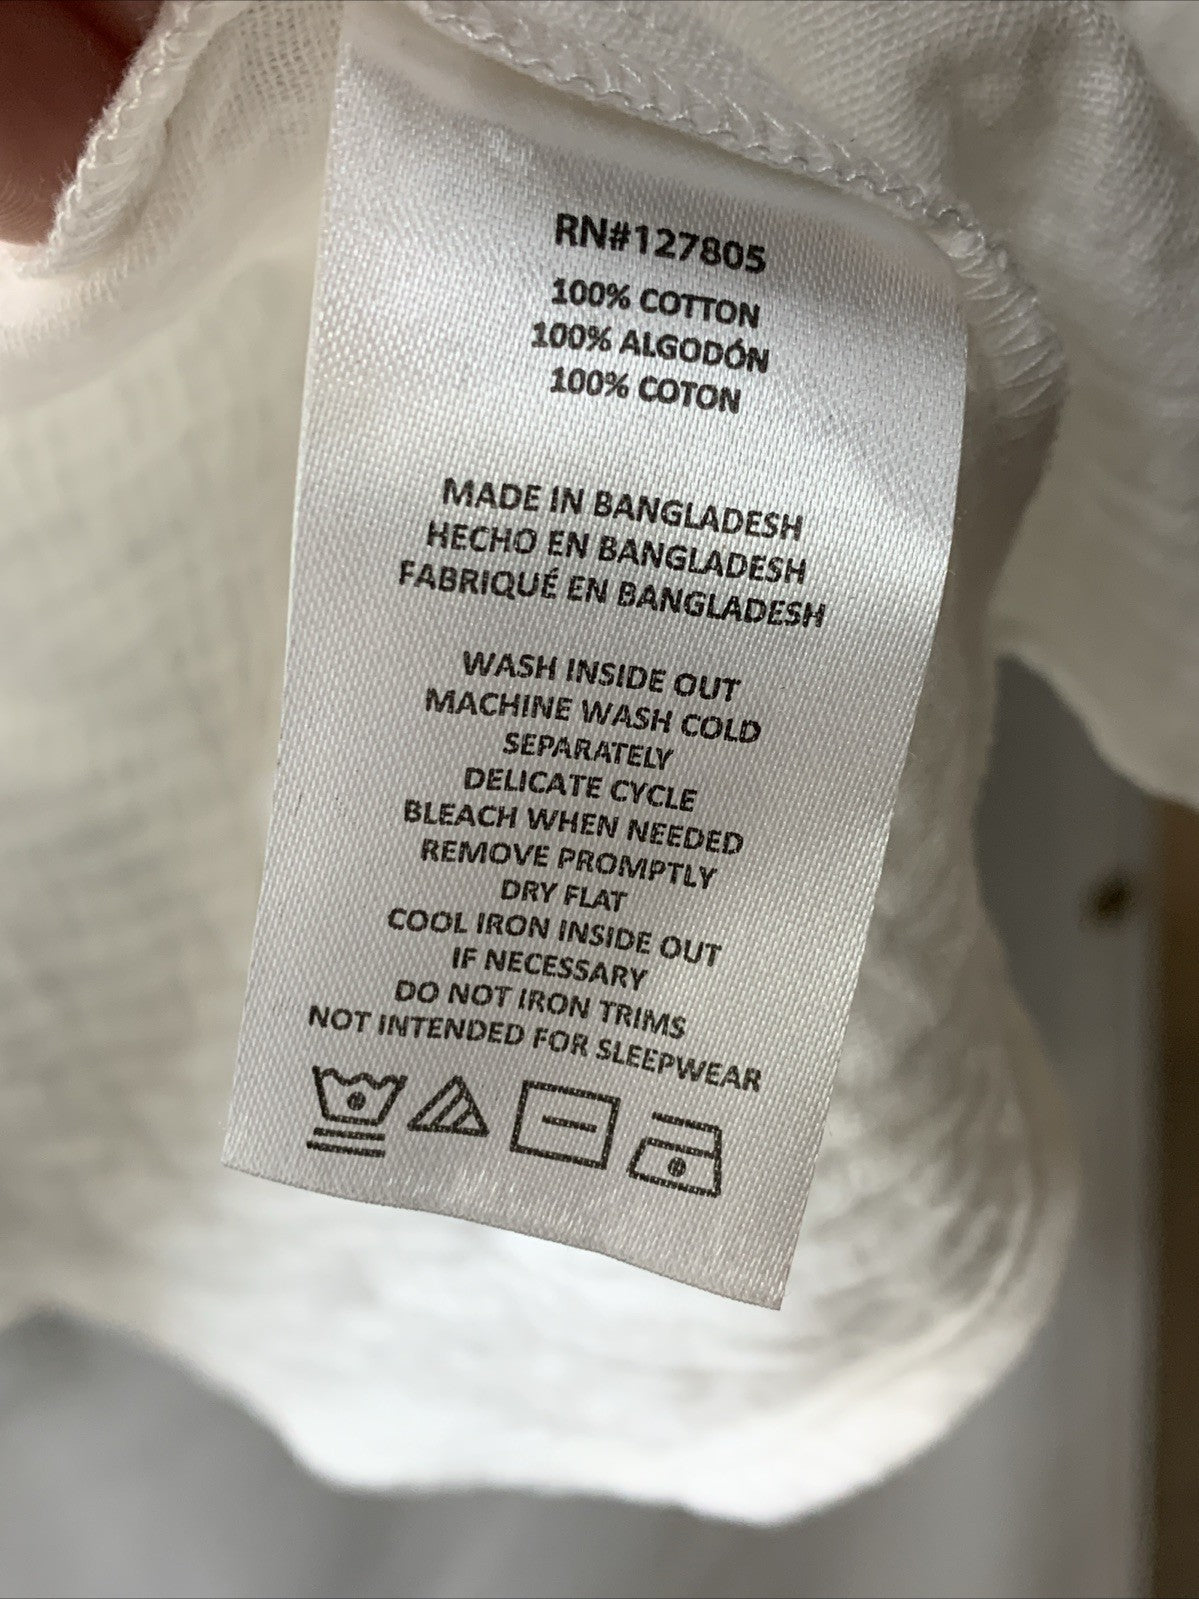 RN#127805
100% COTTON
100% ALGODÓN
100% COTON
MADE IN BANGLADESH
HECHO EN BANGLADESH
FABRIQUÉ EN BANGLADESH
WASH INSIDE OUT
MACHINE WASH COLD
SEPARATELY
DELICATE CYCLE
BLEACH WHEN NEEDED
REMOVE PROMPTLY
DRY FLAT
COOL IRON INSIDE OUT
IF NECESSARY
DO NOT IRON TRIMS
NOT INTENDED FOR SLEEPWEAR